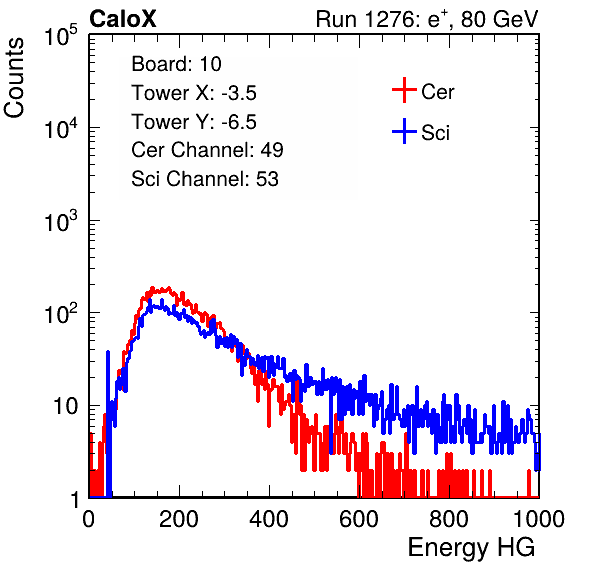 CaloX Run 1276: e⁺, 80 GeV
Board: 10
Tower X: -3.5
Tower Y: -6.5
Cer Channel: 49
Sci Channel: 53
Cer
Sci
Counts
10⁵
10⁴
10³
10²
10
1
0 200 400 600 800 1000
Energy HG